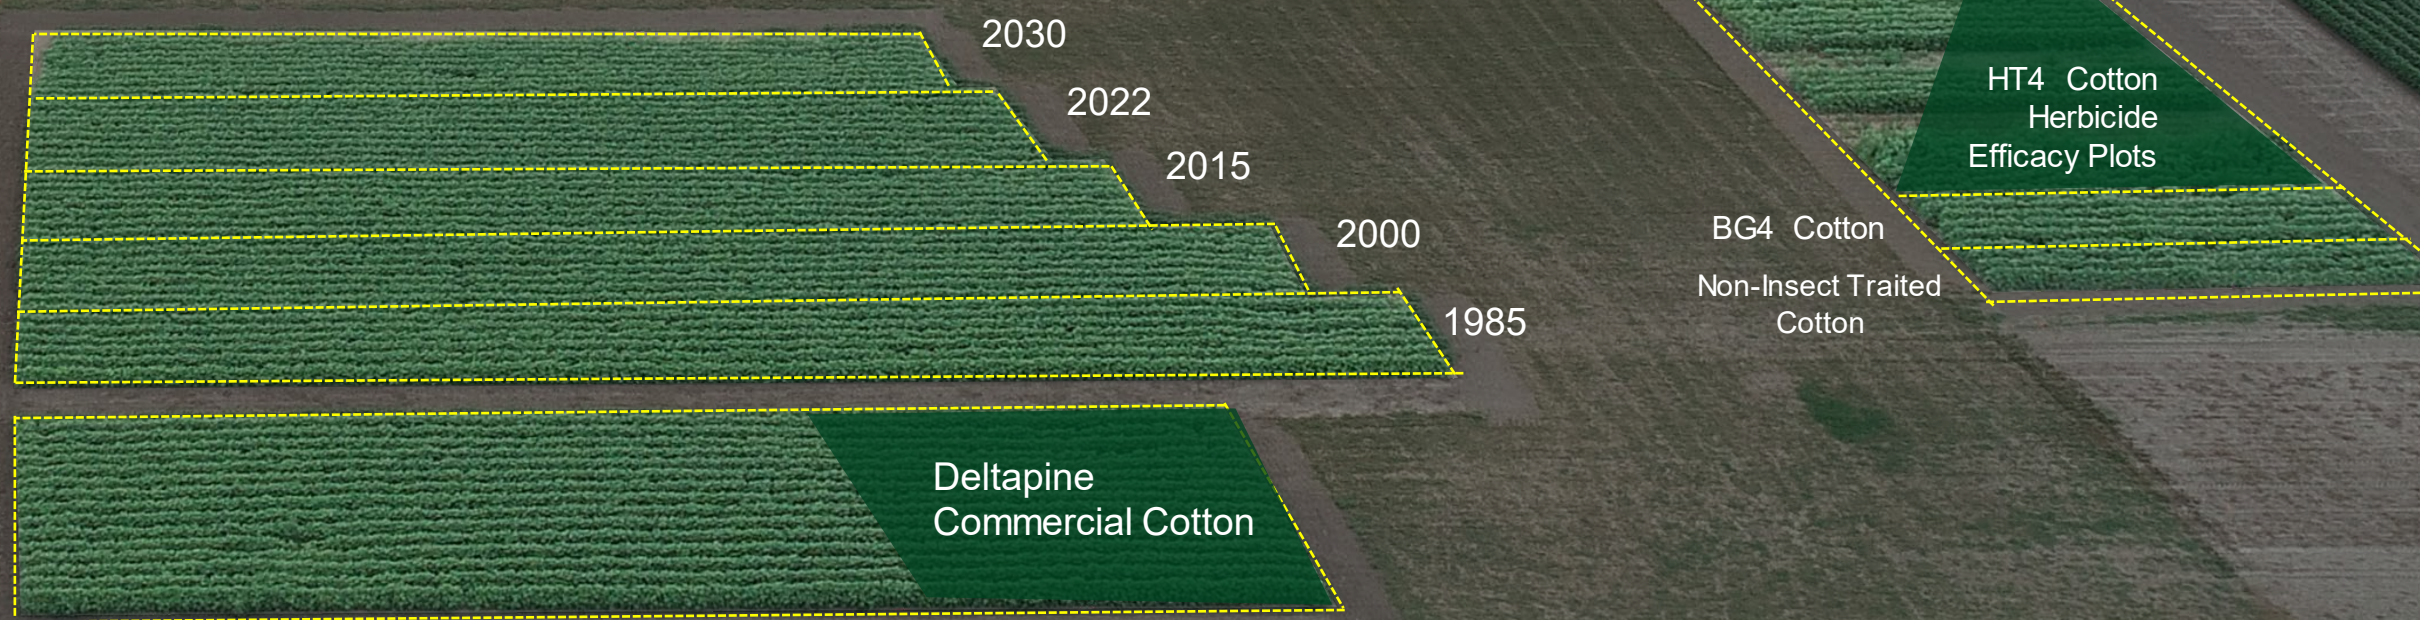 2030
2022
2015
2000
1985
Deltapine
Commercial Cotton
HT4 Cotton
Herbicide
Efficacy Plots
BG4 Cotton
Non-Insect Traited
Cotton